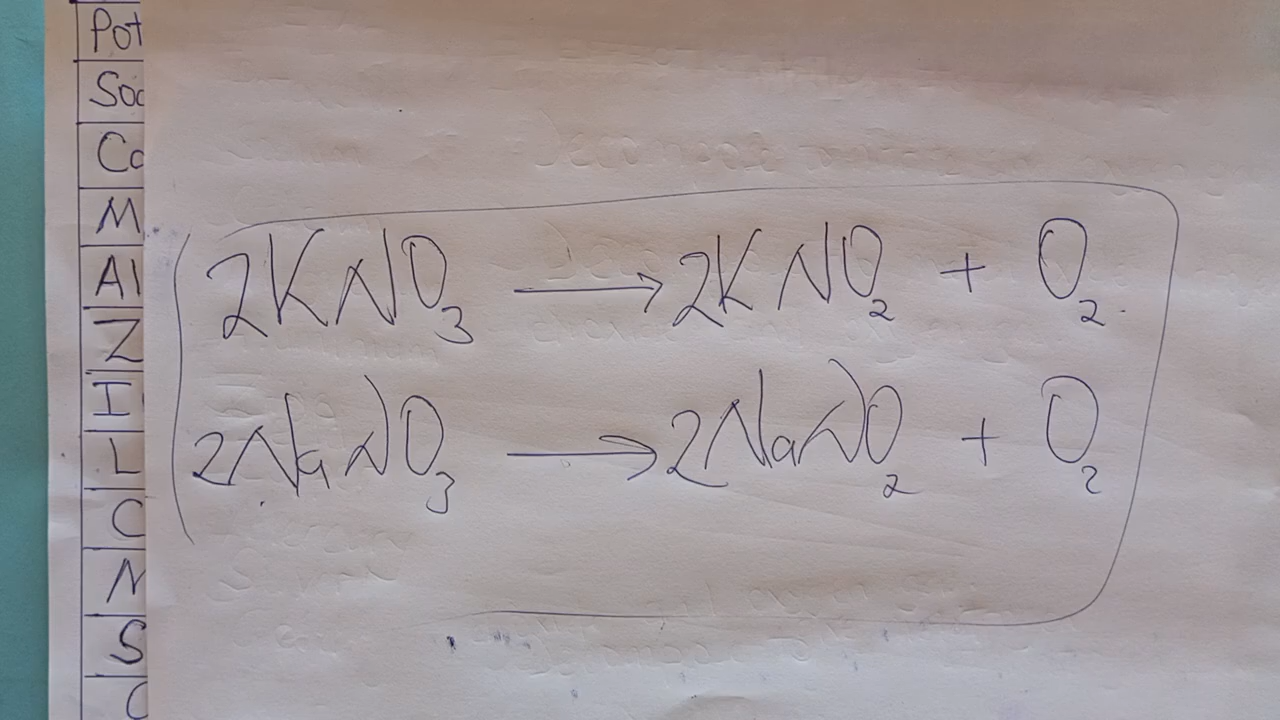 Pot
Soc
Ca
M
Al
Z
I
L
C
N
S
C
2KNO₃ → 2KNO₂ + O₂
2NaNO₃ → 2NaNO₂ + O₂